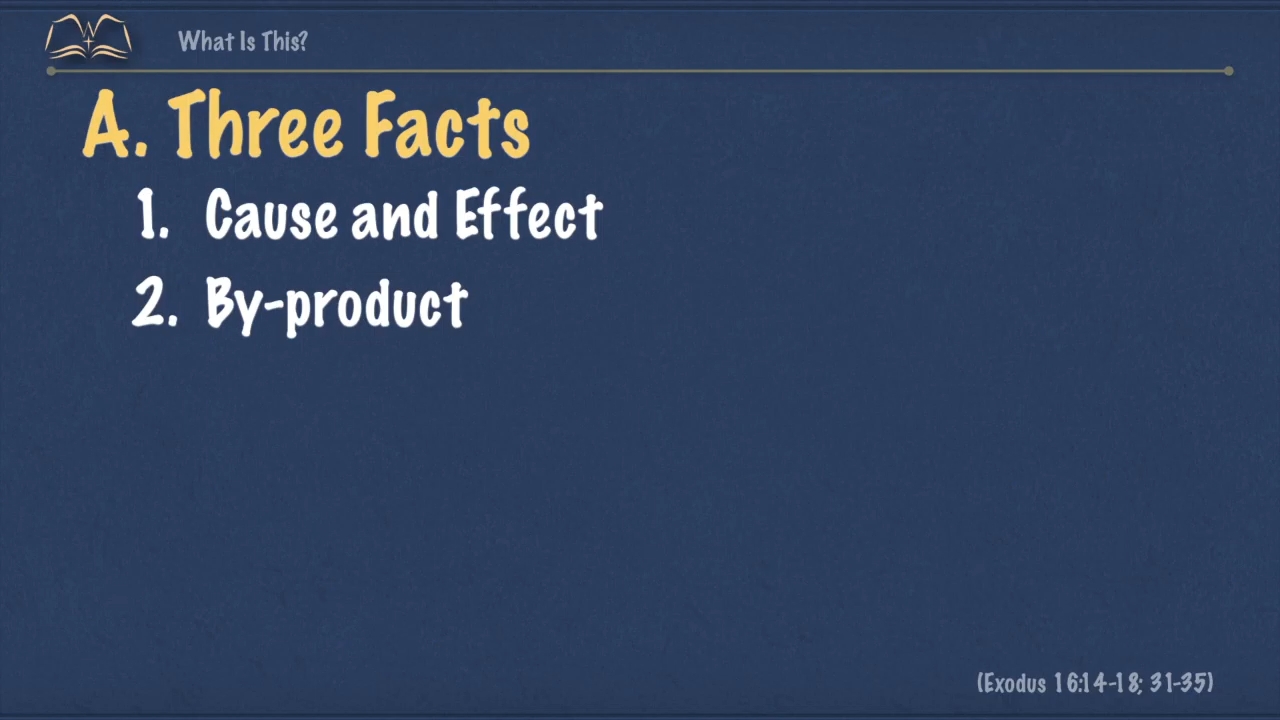 What Is This?
A. Three Facts
1. Cause and Effect
2. By-product
(Exodus 16:14-18; 31-35)